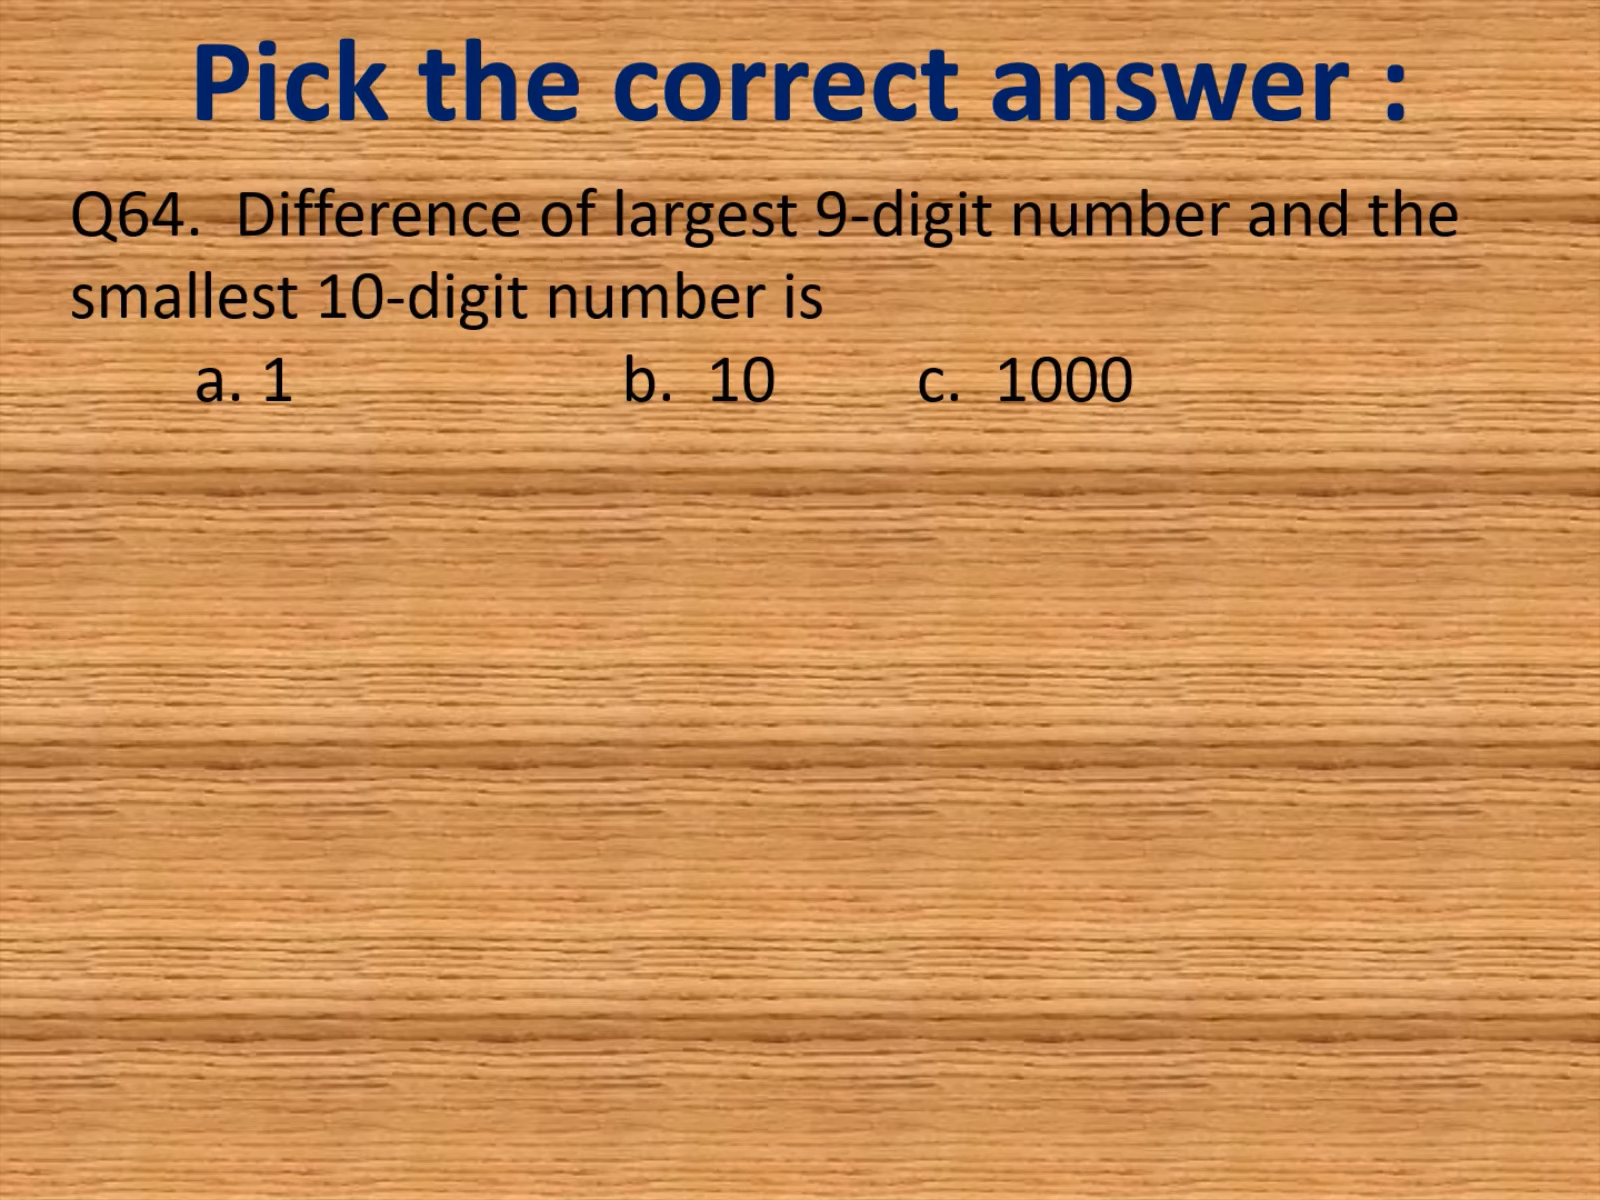 Pick the correct answer :
Q64. Difference of largest 9-digit number and the
smallest 10-digit number is
a. 1 b. 10 c. 1000